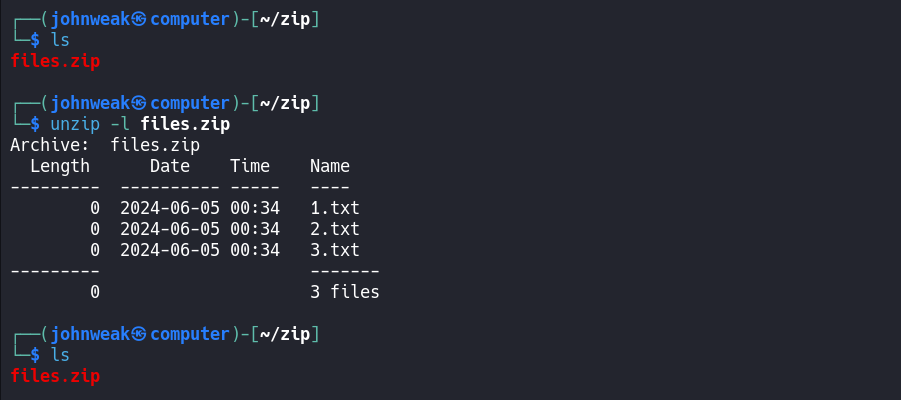 ┌──(johnweak㉿computer)-[~/zip]
└─$ ls
files.zip

┌──(johnweak㉿computer)-[~/zip]
└─$ unzip -l files.zip
Archive:  files.zip
  Length      Date    Time    Name
---------  ---------- -----   ----
        0  2024-06-05 00:34   1.txt
        0  2024-06-05 00:34   2.txt
        0  2024-06-05 00:34   3.txt
---------                     -------
        0                     3 files

┌──(johnweak㉿computer)-[~/zip]
└─$ ls
files.zip